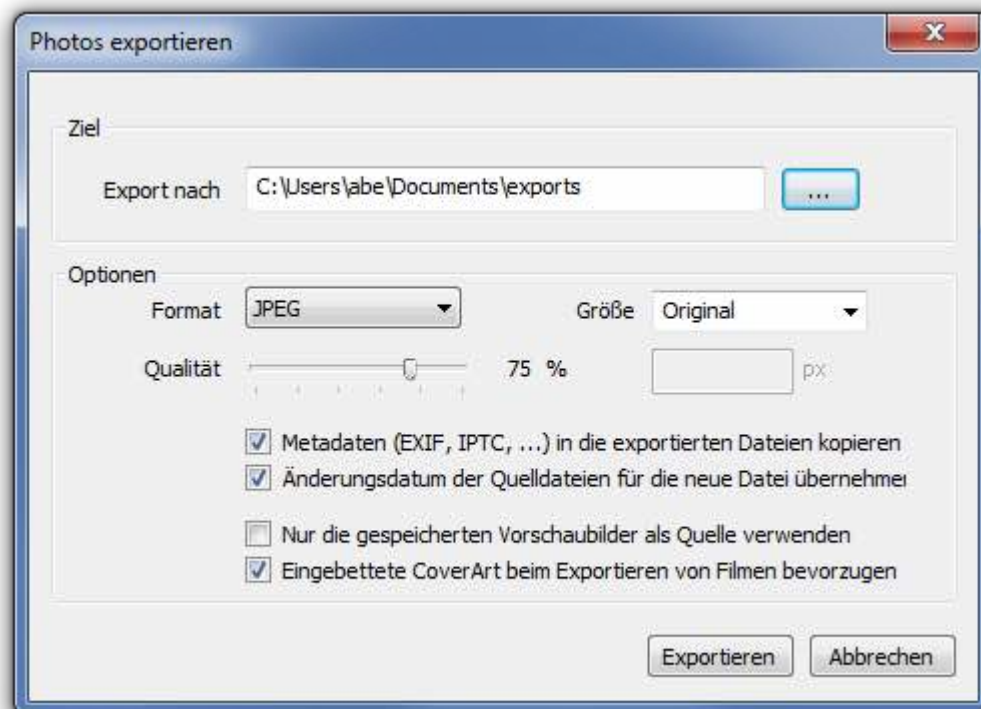 Photos exportieren
Ziel
Export nach C:\Users\abe\Documents\exports ...
Optionen
Format JPEG Größe Original
Qualität 75 % px
Metadaten (EXIF, IPTC, ...) in die exportierten Dateien kopieren
Änderungsdatum der Quelldateien für die neue Datei übernehmen
Nur die gespeicherten Vorschaubilder als Quelle verwenden
Eingebettete CoverArt beim Exportieren von Filmen bevorzugen
Exportieren Abbrechen